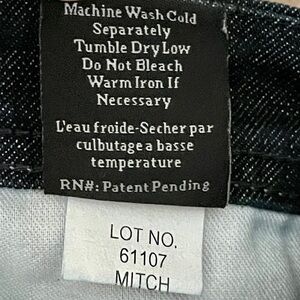 Machine Wash Cold
Separately
Tumble Dry Low
Do Not Bleach
Warm Iron If
Necessary
L'eau froide-Secher par
culbutage a basse
temperature
RN#: Patent Pending
LOT NO.
61107
MITCH